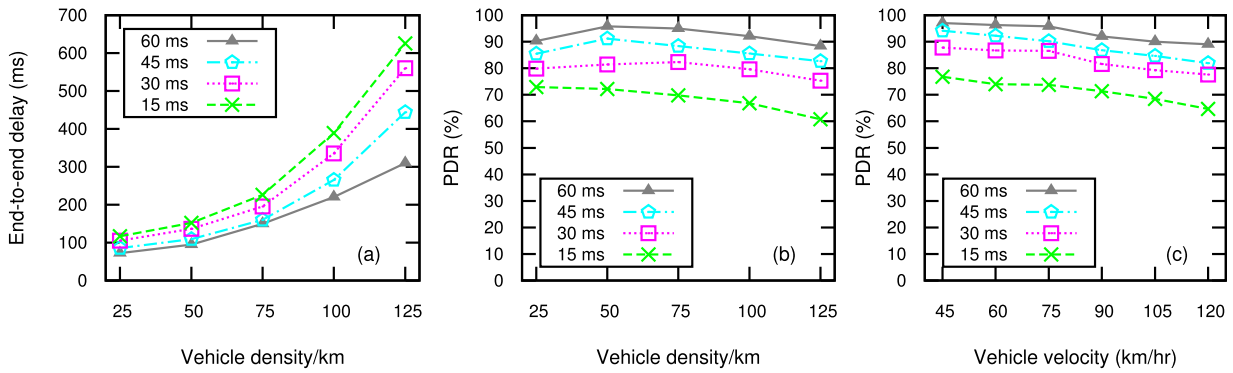 End-to-end delay (ms)
700
600
500
400
300
200
100
0
60 ms
45 ms
30 ms
15 ms
(a)
25 50 75 100 125
Vehicle density/km
PDR (%)
100
90
80
70
60
50
40
30
20
10
0
60 ms
45 ms
30 ms
15 ms
(b)
25 50 75 100 125
Vehicle density/km
PDR (%)
100
90
80
70
60
50
40
30
20
10
0
60 ms
45 ms
30 ms
15 ms
(c)
45 60 75 90 105 120
Vehicle velocity (km/hr)